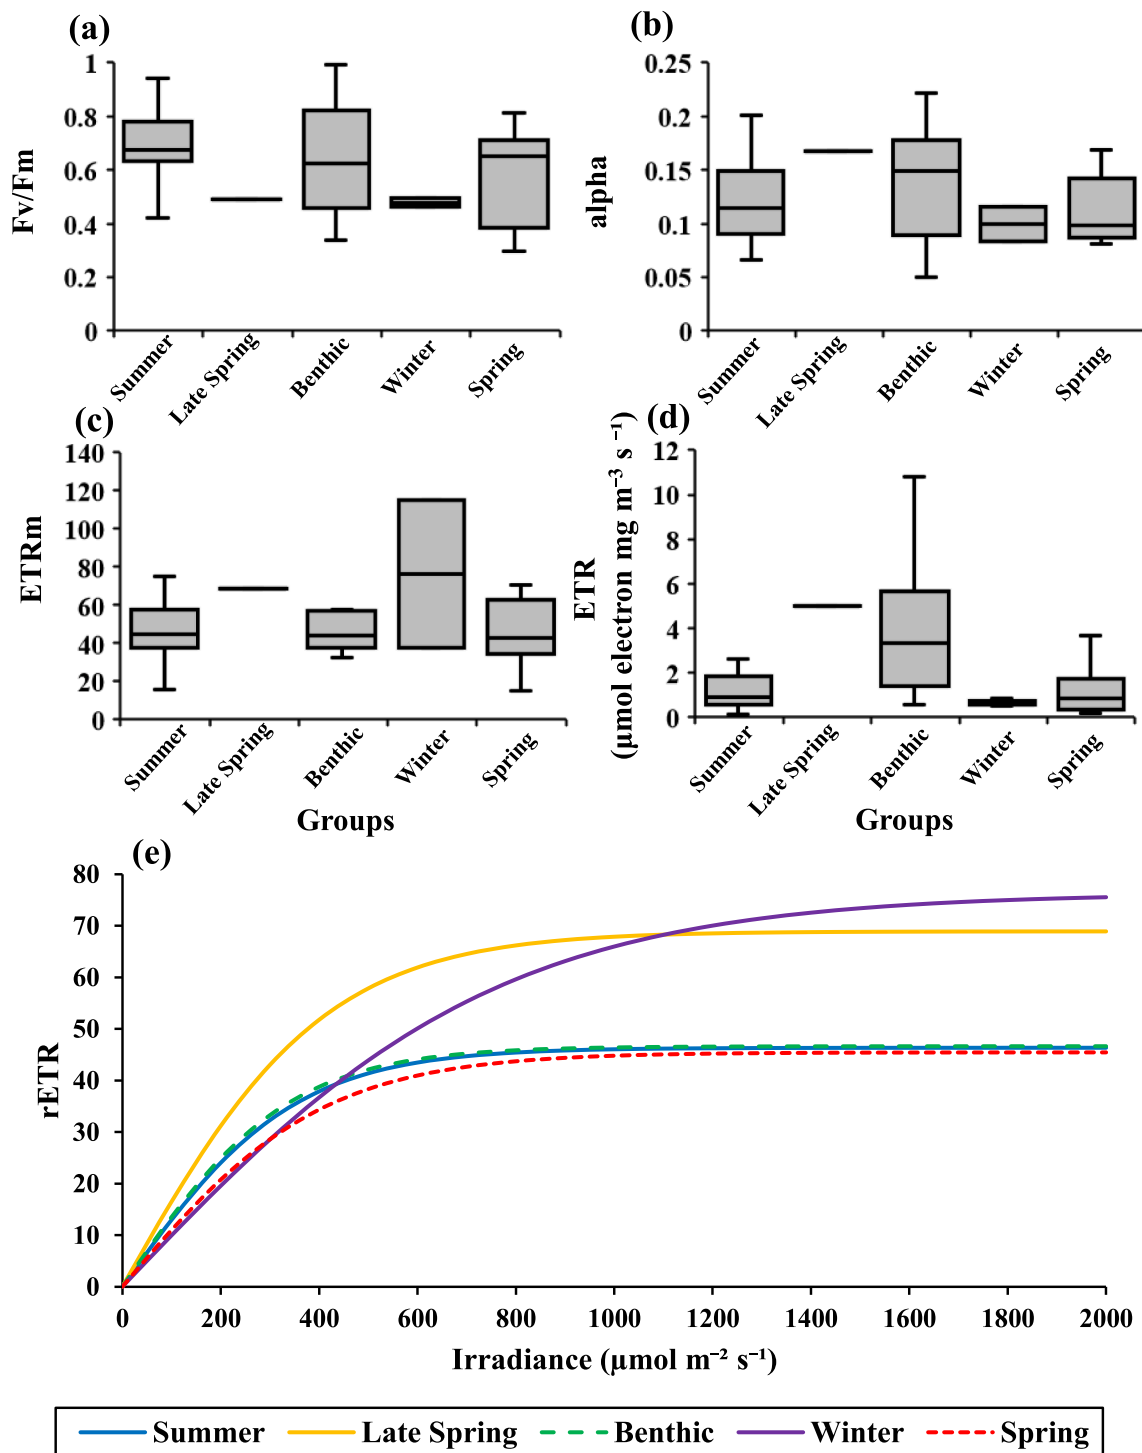 (a)
Fv/Fm
1
0.8
0.6
0.4
0.2
0
Summer
Late Spring
Benthic
Winter
Spring
(b)
alpha
0.25
0.2
0.15
0.1
0.05
0
Summer
Late Spring
Benthic
Winter
Spring
(c)
ETRm
140
120
100
80
60
40
20
0
Summer
Late Spring
Benthic
Winter
Spring
Groups
(d)
ETR
(μmol electron mg m⁻³ s ⁻¹)
12
10
8
6
4
2
0
Summer
Late Spring
Benthic
Winter
Spring
Groups
(e)
rETR
80
70
60
50
40
30
20
10
0
0 200 400 600 800 1000 1200 1400 1600 1800 2000
Irradiance (μmol m⁻² s⁻¹)
Summer Late Spring Benthic Winter Spring